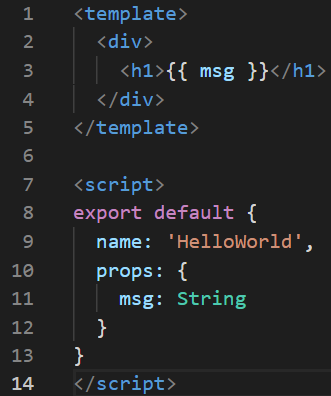 1 <template>
2   <div>
3     <h1>{{ msg }}</h1>
4   </div>
5 </template>
6
7 <script>
8 export default {
9   name: 'HelloWorld',
10   props: {
11     msg: String
12   }
13 }
14 </script>